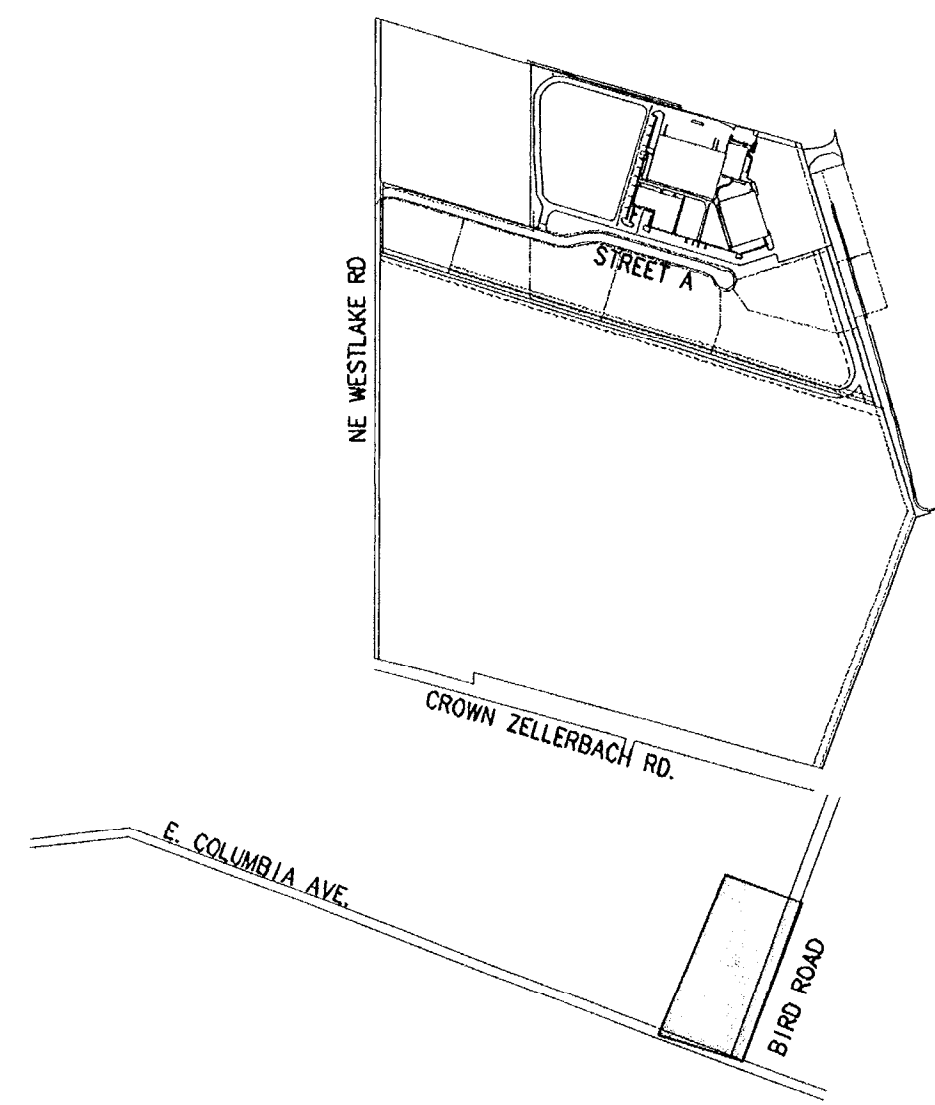 STREET A
NE WESTLAKE RD
CROWN ZELLERBACH RD.
E. COLUMBIA AVE.
BIRD ROAD